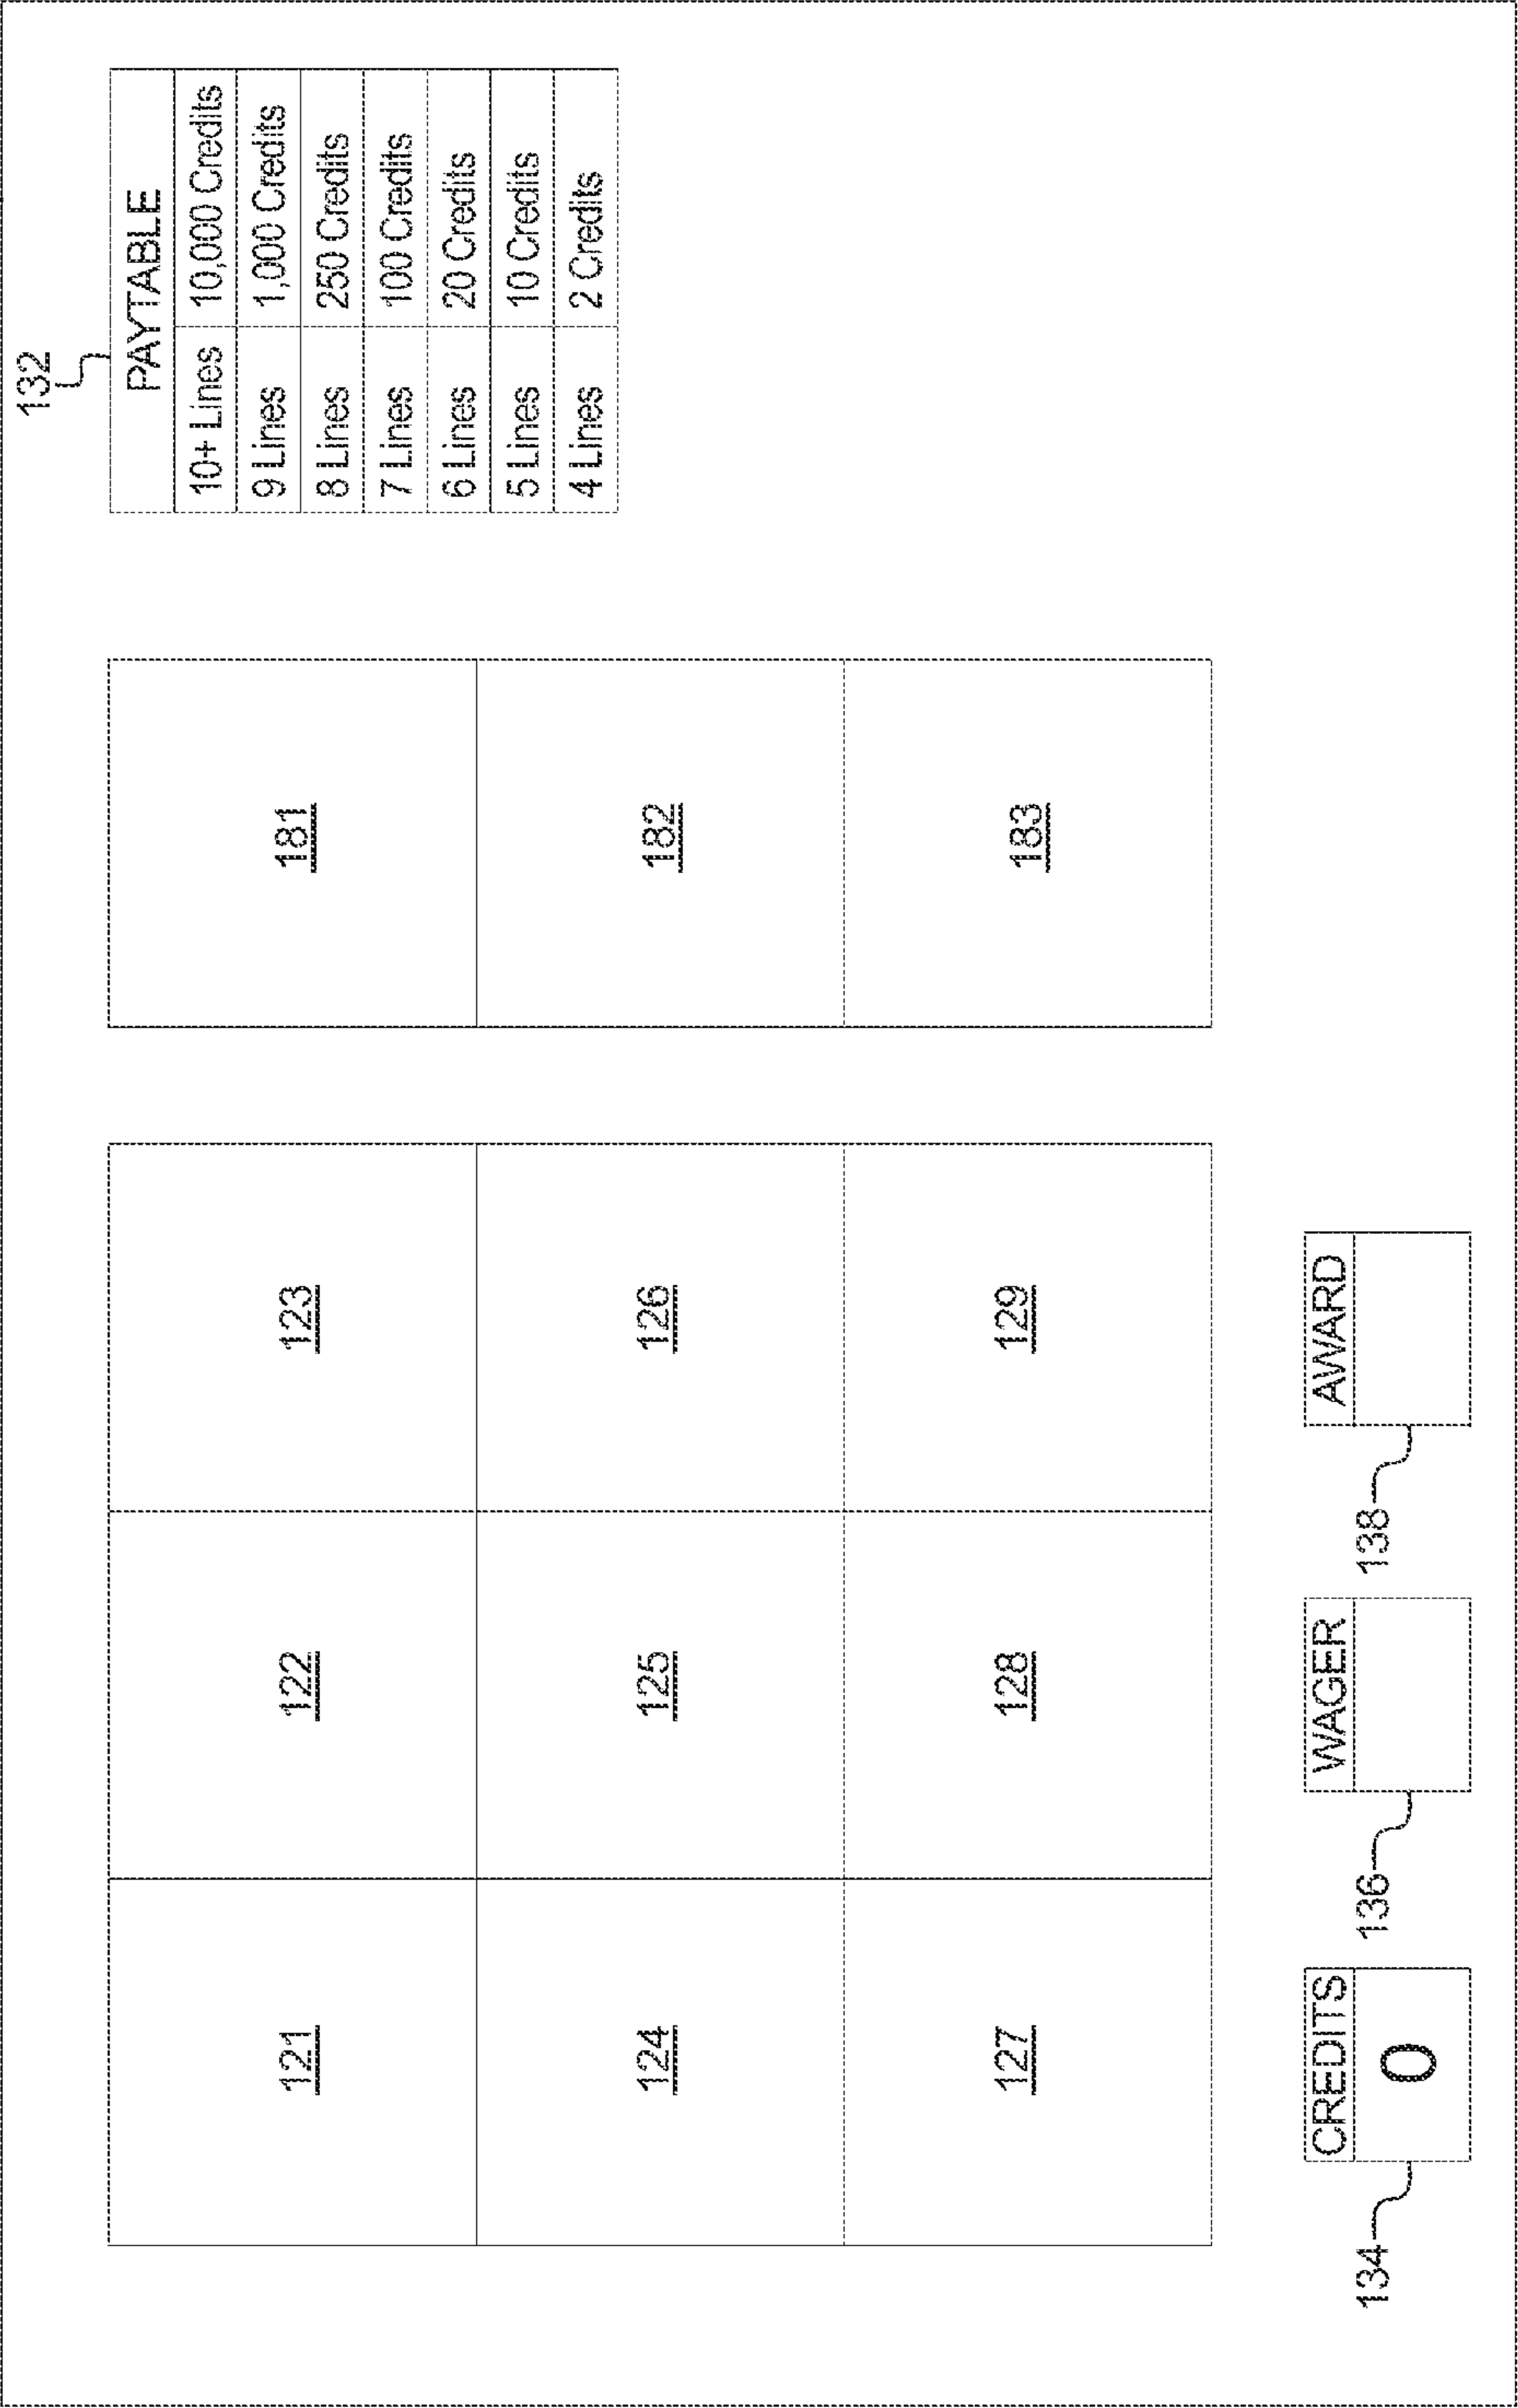 132
PAYTABLE
10+ Lines 10,000 Credits
9 Lines 1,000 Credits
8 Lines 250 Credits
7 Lines 100 Credits
6 Lines 20 Credits
5 Lines 10 Credits
4 Lines 2 Credits
121 122 123 181
124 125 126 182
127 128 129 183
CREDITS WAGER AWARD
0
134 136 138